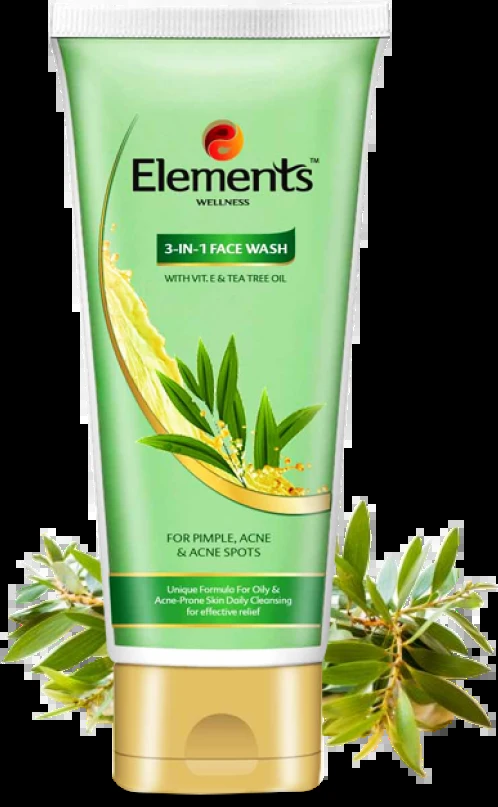 Elements™
WELLNESS
3-IN-1 FACE WASH
WITH VIT. E & TEA TREE OIL
FOR PIMPLE, ACNE
& ACNE SPOTS
Unique Formula For Oily &
Acne-Prone Skin Daily Cleansing
for effective relief